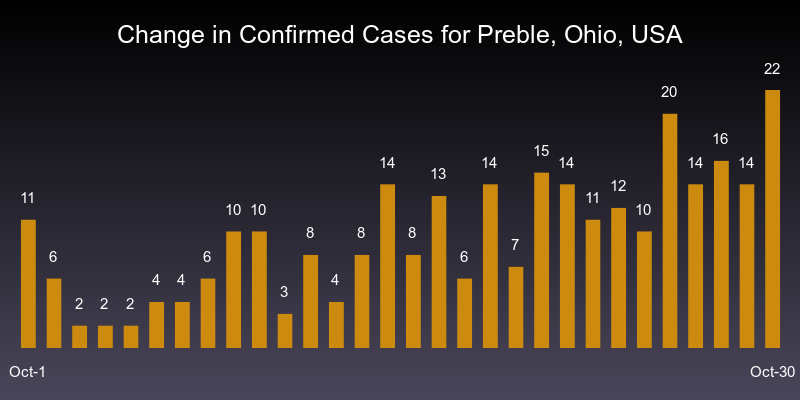 Change in Confirmed Cases for Preble, Ohio, USA
11 6 2 2 2 4 4 6 10 10 3 8 4 8 14 8 13 6 14 7 15 14 11 12 10 20 14 16 14 22
Oct-1 Oct-30